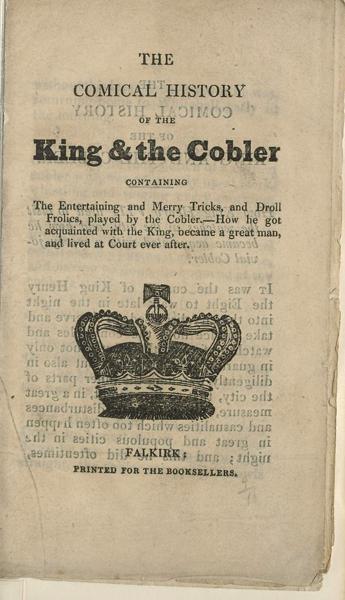 THE
COMICAL HISTORY
OF THE
King & the Cobler
CONTAINING
The Entertaining and Merry Tricks, and Droll
Frolics, played by the Cobler.—How he got
acquainted with the King, became a great man,
and lived at Court ever after.
FALKIRK;
PRINTED FOR THE BOOKSELLERS.